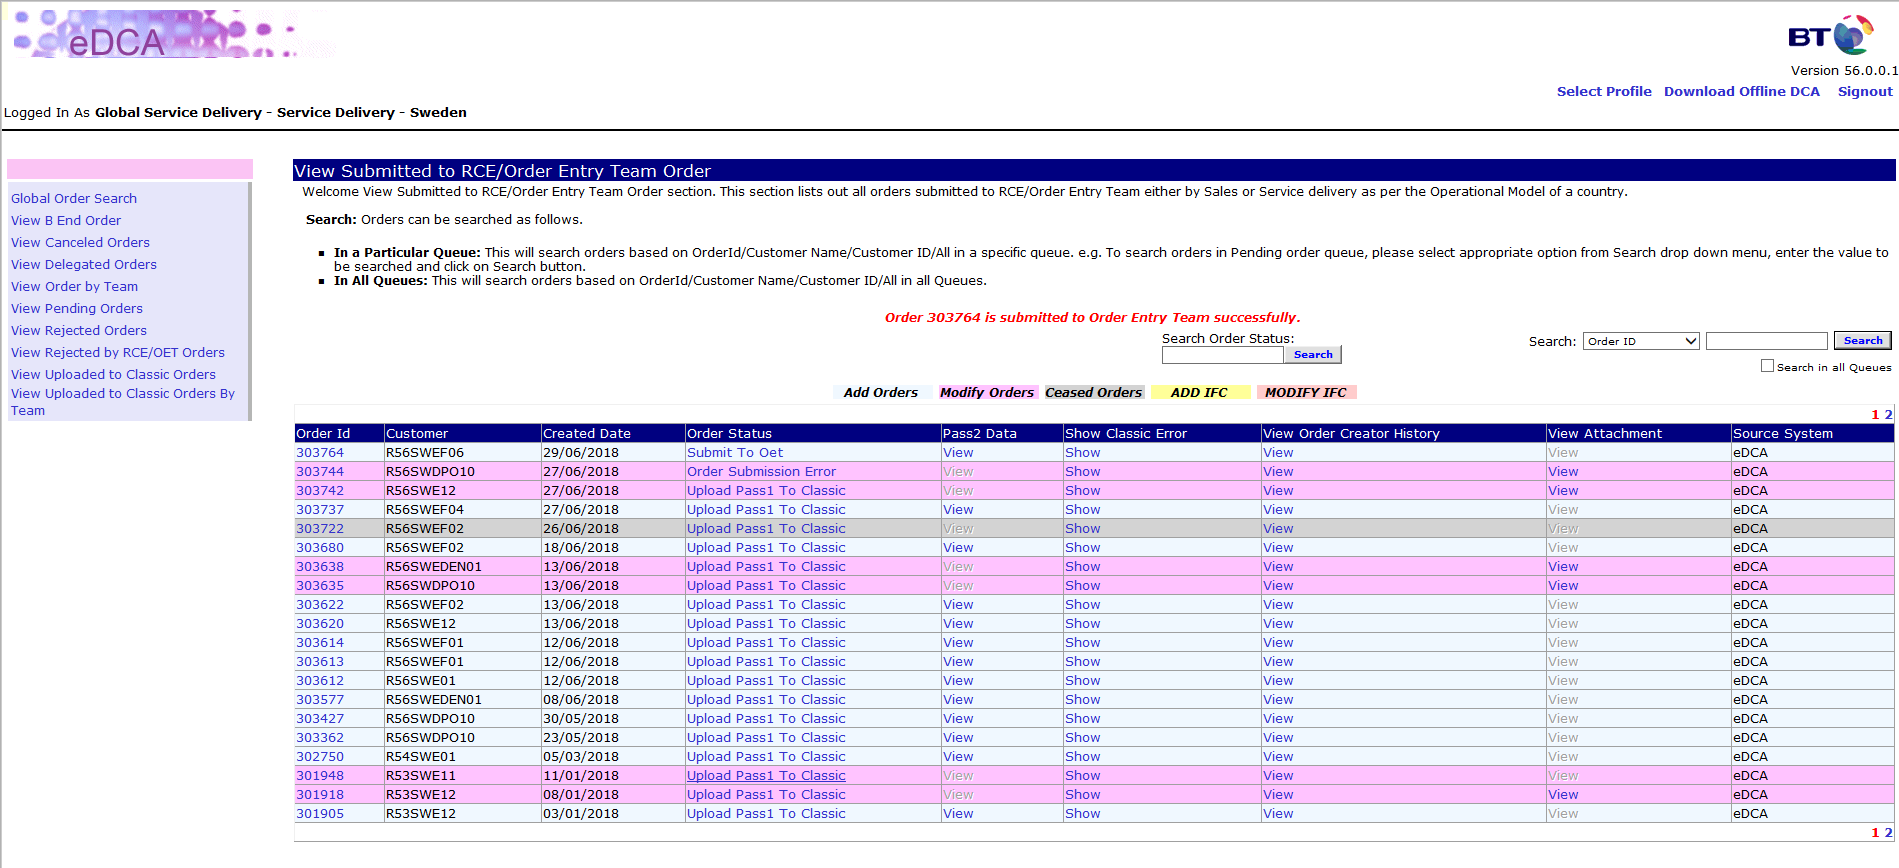 eDCA
BT
Version 56.0.0.1
Select Profile Download Offline DCA Signout
Logged In As Global Service Delivery - Service Delivery - Sweden
Global Order Search
View B End Order
View Canceled Orders
View Delegated Orders
View Order by Team
View Pending Orders
View Rejected Orders
View Rejected by RCE/OET Orders
View Uploaded to Classic Orders
View Uploaded to Classic Orders By
Team
View Submitted to RCE/Order Entry Team Order
Welcome View Submitted to RCE/Order Entry Team Order section. This section lists out all orders submitted to RCE/Order Entry Team either by Sales or Service delivery as per the Operational Model of a country.
Search: Orders can be searched as follows.
▪ In a Particular Queue: This will search orders based on OrderId/Customer Name/Customer ID/All in a specific queue. e.g. To search orders in Pending order queue, please select appropriate option from Search drop down menu, enter the value to
be searched and click on Search button.
▪ In All Queues: This will search orders based on OrderId/Customer Name/Customer ID/All in all Queues.
Order 303764 is submitted to Order Entry Team successfully.
Search Order Status:
Search
Search: Order ID Search
Search in all Queues
Add Orders Modify Orders Ceased Orders ADD IFC MODIFY IFC
1 2
Order Id Customer Created Date Order Status Pass2 Data Show Classic Error View Order Creator History View Attachment Source System
303764 R56SWEF06 29/06/2018 Submit To Oet View Show View View eDCA
303744 R56SWDPO10 27/06/2018 Order Submission Error View Show View View eDCA
303742 R56SWE12 27/06/2018 Upload Pass1 To Classic View Show View View eDCA
303737 R56SWEF04 27/06/2018 Upload Pass1 To Classic View Show View View eDCA
303722 R56SWEF02 26/06/2018 Upload Pass1 To Classic View Show View View eDCA
303680 R56SWEF02 18/06/2018 Upload Pass1 To Classic View Show View View eDCA
303638 R56SWEDEN01 13/06/2018 Upload Pass1 To Classic View Show View View eDCA
303635 R56SWDPO10 13/06/2018 Upload Pass1 To Classic View Show View View eDCA
303622 R56SWEF02 13/06/2018 Upload Pass1 To Classic View Show View View eDCA
303620 R56SWE12 13/06/2018 Upload Pass1 To Classic View Show View View eDCA
303614 R56SWEF01 12/06/2018 Upload Pass1 To Classic View Show View View eDCA
303613 R56SWEF01 12/06/2018 Upload Pass1 To Classic View Show View View eDCA
303612 R56SWE01 12/06/2018 Upload Pass1 To Classic View Show View View eDCA
303577 R56SWEDEN01 08/06/2018 Upload Pass1 To Classic View Show View View eDCA
303427 R56SWDPO10 30/05/2018 Upload Pass1 To Classic View Show View View eDCA
303362 R56SWDPO10 23/05/2018 Upload Pass1 To Classic View Show View View eDCA
302750 R54SWE01 05/03/2018 Upload Pass1 To Classic View Show View View eDCA
301948 R53SWE11 11/01/2018 Upload Pass1 To Classic View Show View View eDCA
301918 R53SWE12 08/01/2018 Upload Pass1 To Classic View Show View View eDCA
301905 R53SWE12 03/01/2018 Upload Pass1 To Classic View Show View View eDCA
1 2